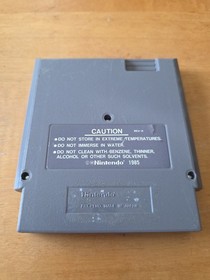 CAUTION
●DO NOT STORE IN EXTREME TEMPERATURES.
●DO NOT IMMERSE IN WATER.
●DO NOT CLEAN WITH BENZENE, THINNER,
ALCOHOL OR OTHER SUCH SOLVENTS.
©Nintendo 1985
Nintendo